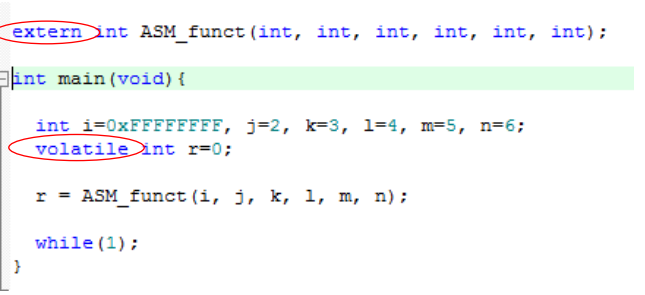 extern int ASM_funct(int, int, int, int, int, int);
int main(void){
int i=0xFFFFFFFF, j=2, k=3, l=4, m=5, n=6;
volatile int r=0;
r = ASM_funct(i, j, k, l, m, n);
while(1);
}